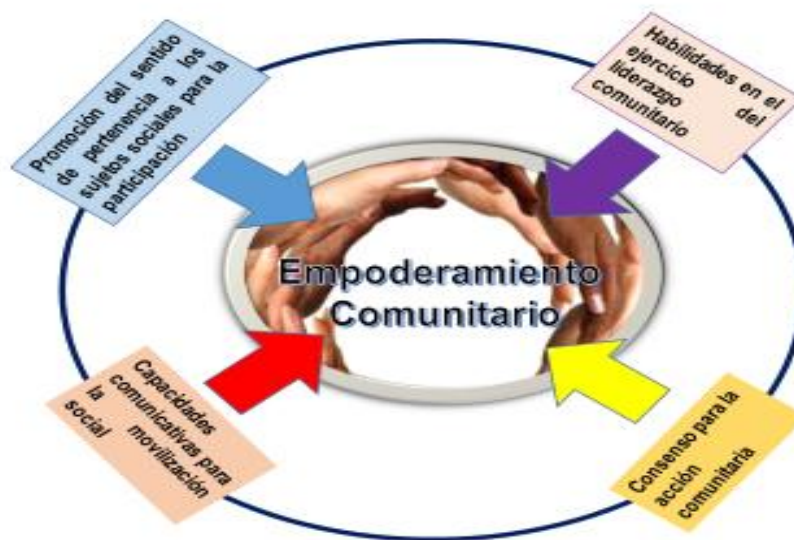 Promoción del sentido
de pertenencia a los
sujetos sociales para la
participación
Habilidades en el
ejercicio del
liderazgo
comunitario
Empoderamiento
Comunitario
Capacidades
comunicativas para
la movilización
social
Consenso para la
acción
comunitaria